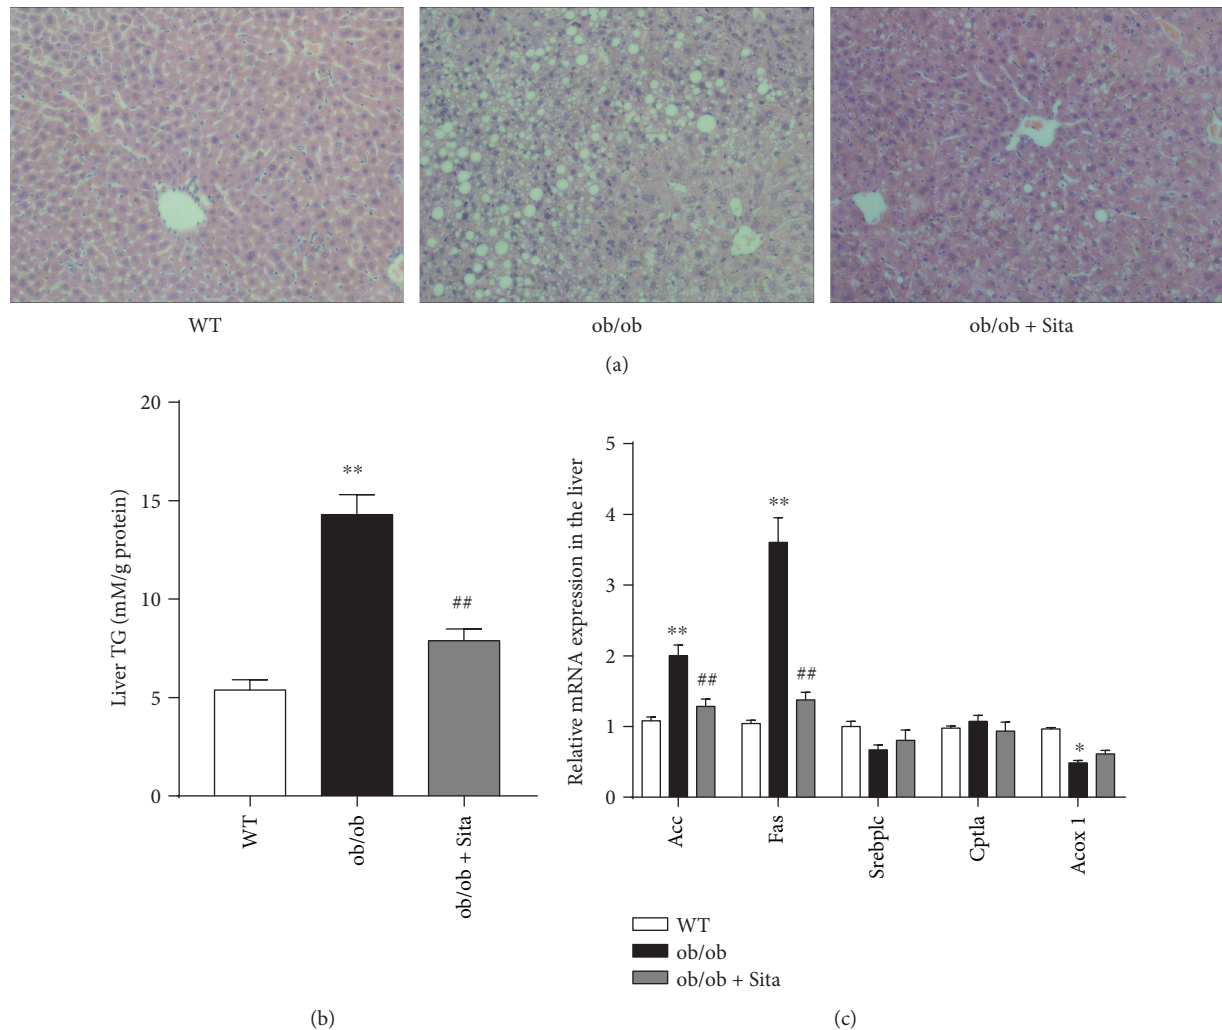 WT
ob/ob
ob/ob + Sita
(a)
20
15
10
5
0
Liver TG (mM/g protein)
**
##
WT
ob/ob
ob/ob + Sita
(b)
5
4
3
2
1
0
Relative mRNA expression in the liver
**
##
**
##
*
Acc
Fas
Srebplc
Cptla
Acox 1
WT
ob/ob
ob/ob + Sita
(c)